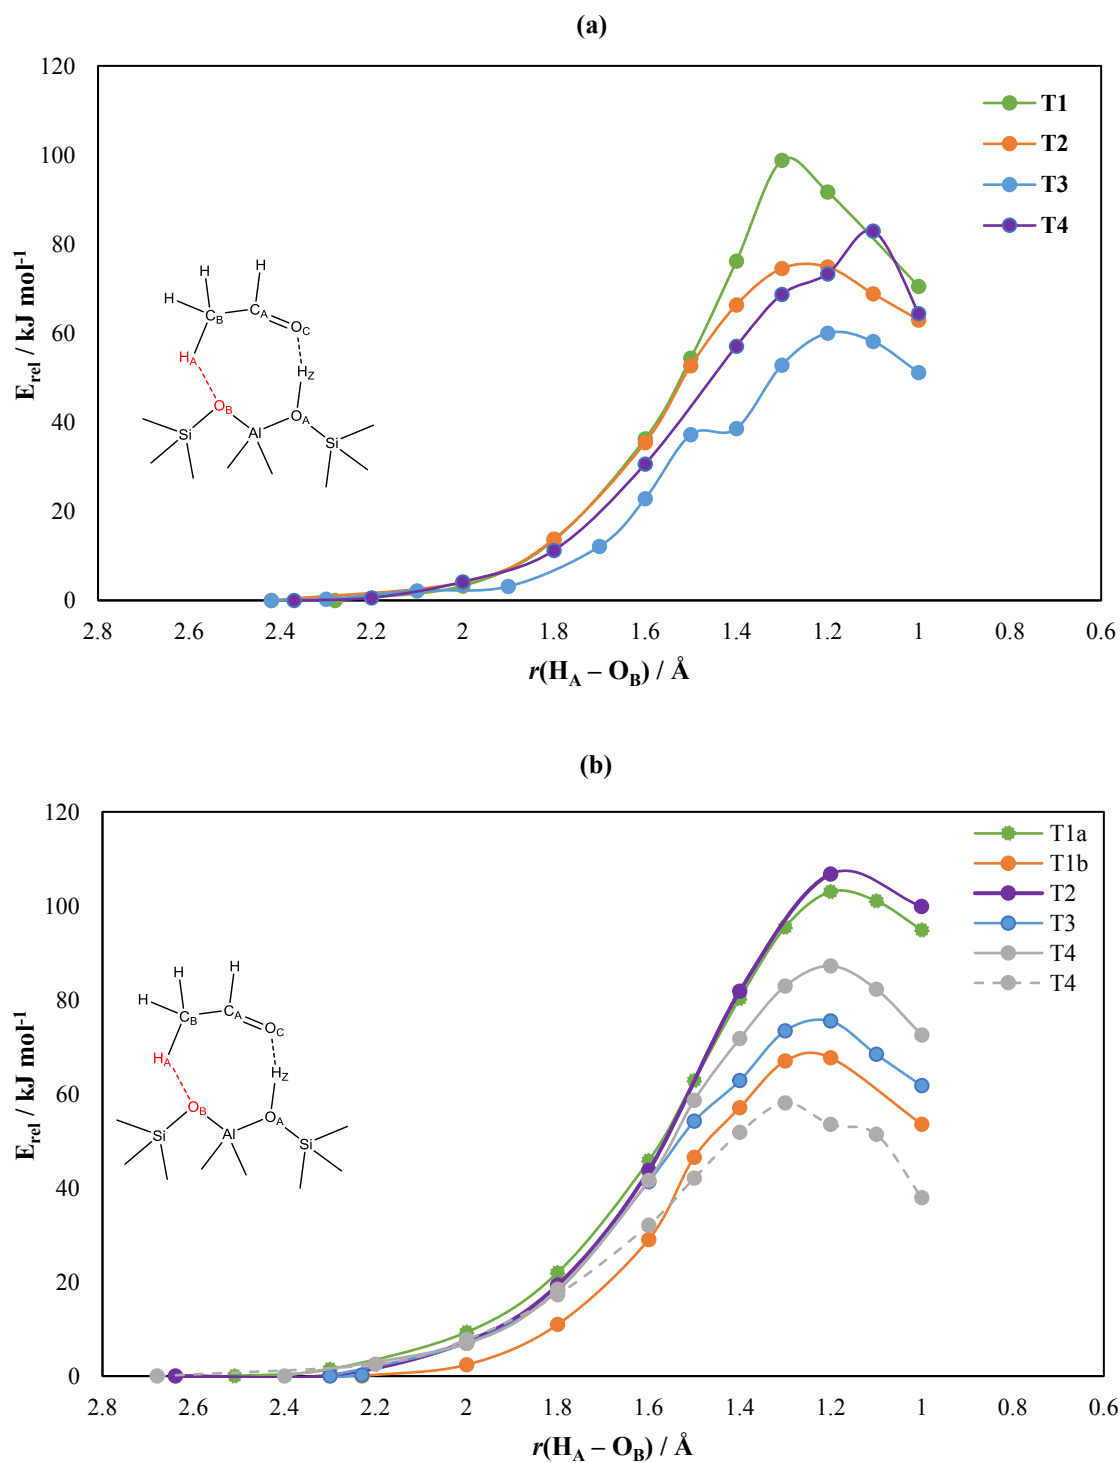 (a)
120
100
80
60
40
20
0
E_rel / kJ mol⁻¹
T1
T2
T3
T4
H H
H C_B C_A O_C
H_A H_Z
O_B O_A
Si Al Si
2.8 2.6 2.4 2.2 2 1.8 1.6 1.4 1.2 1 0.6
r(H_A – O_B) / Å
(b)
120
100
80
60
40
20
0
E_rel / kJ mol⁻¹
T1a
T1b
T2
T3
T4
T4
H H
H C_B C_A O_C
H_A H_Z
O_B O_A
Si Al Si
2.8 2.6 2.4 2.2 2 1.8 1.6 1.4 1.2 1 0.6
r(H_A – O_B) / Å